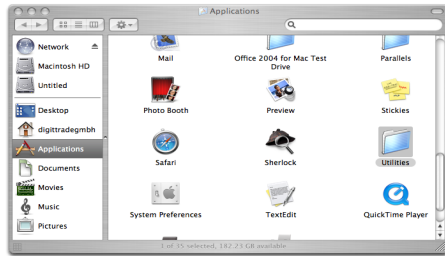 Applications
Network
Macintosh HD
Untitled
Desktop
digittradegmbh
Applications
Documents
Movies
Music
Pictures
Mail
Office 2004 for Mac Test
Drive
Parallels
Photo Booth
Preview
Stickies
Safari
Sherlock
Utilities
System Preferences
TextEdit
QuickTime Player
1 of 35 selected, 182.23 GB available